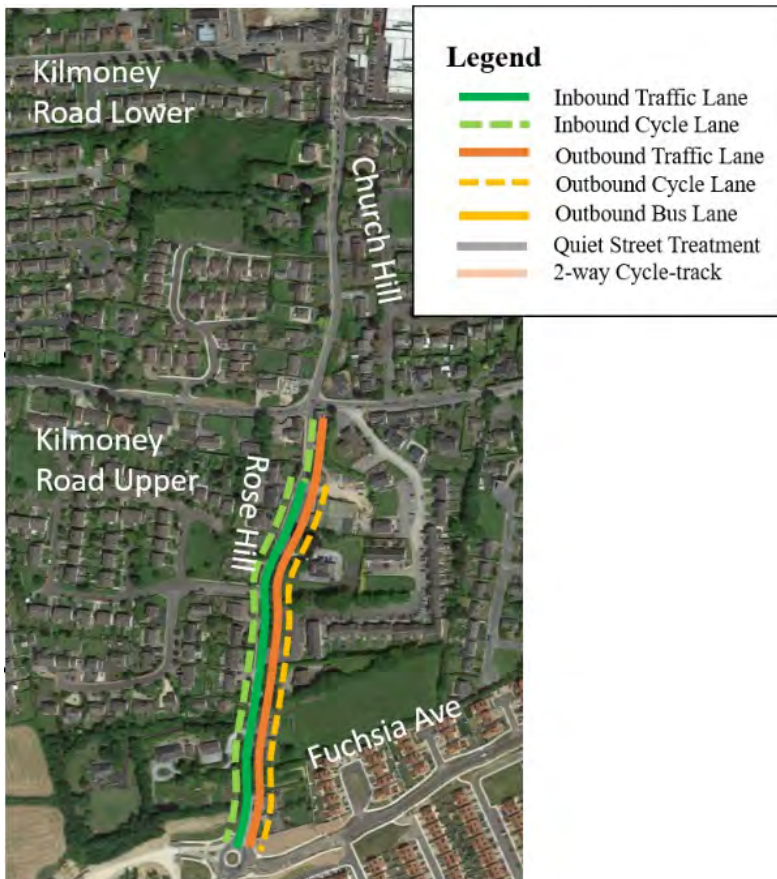 Kilmoney
Road Lower
Church Hill
Kilmoney
Road Upper
Rose Hill
Fuchsia Ave
Legend
Inbound Traffic Lane
Inbound Cycle Lane
Outbound Traffic Lane
Outbound Cycle Lane
Outbound Bus Lane
Quiet Street Treatment
2-way Cycle-track